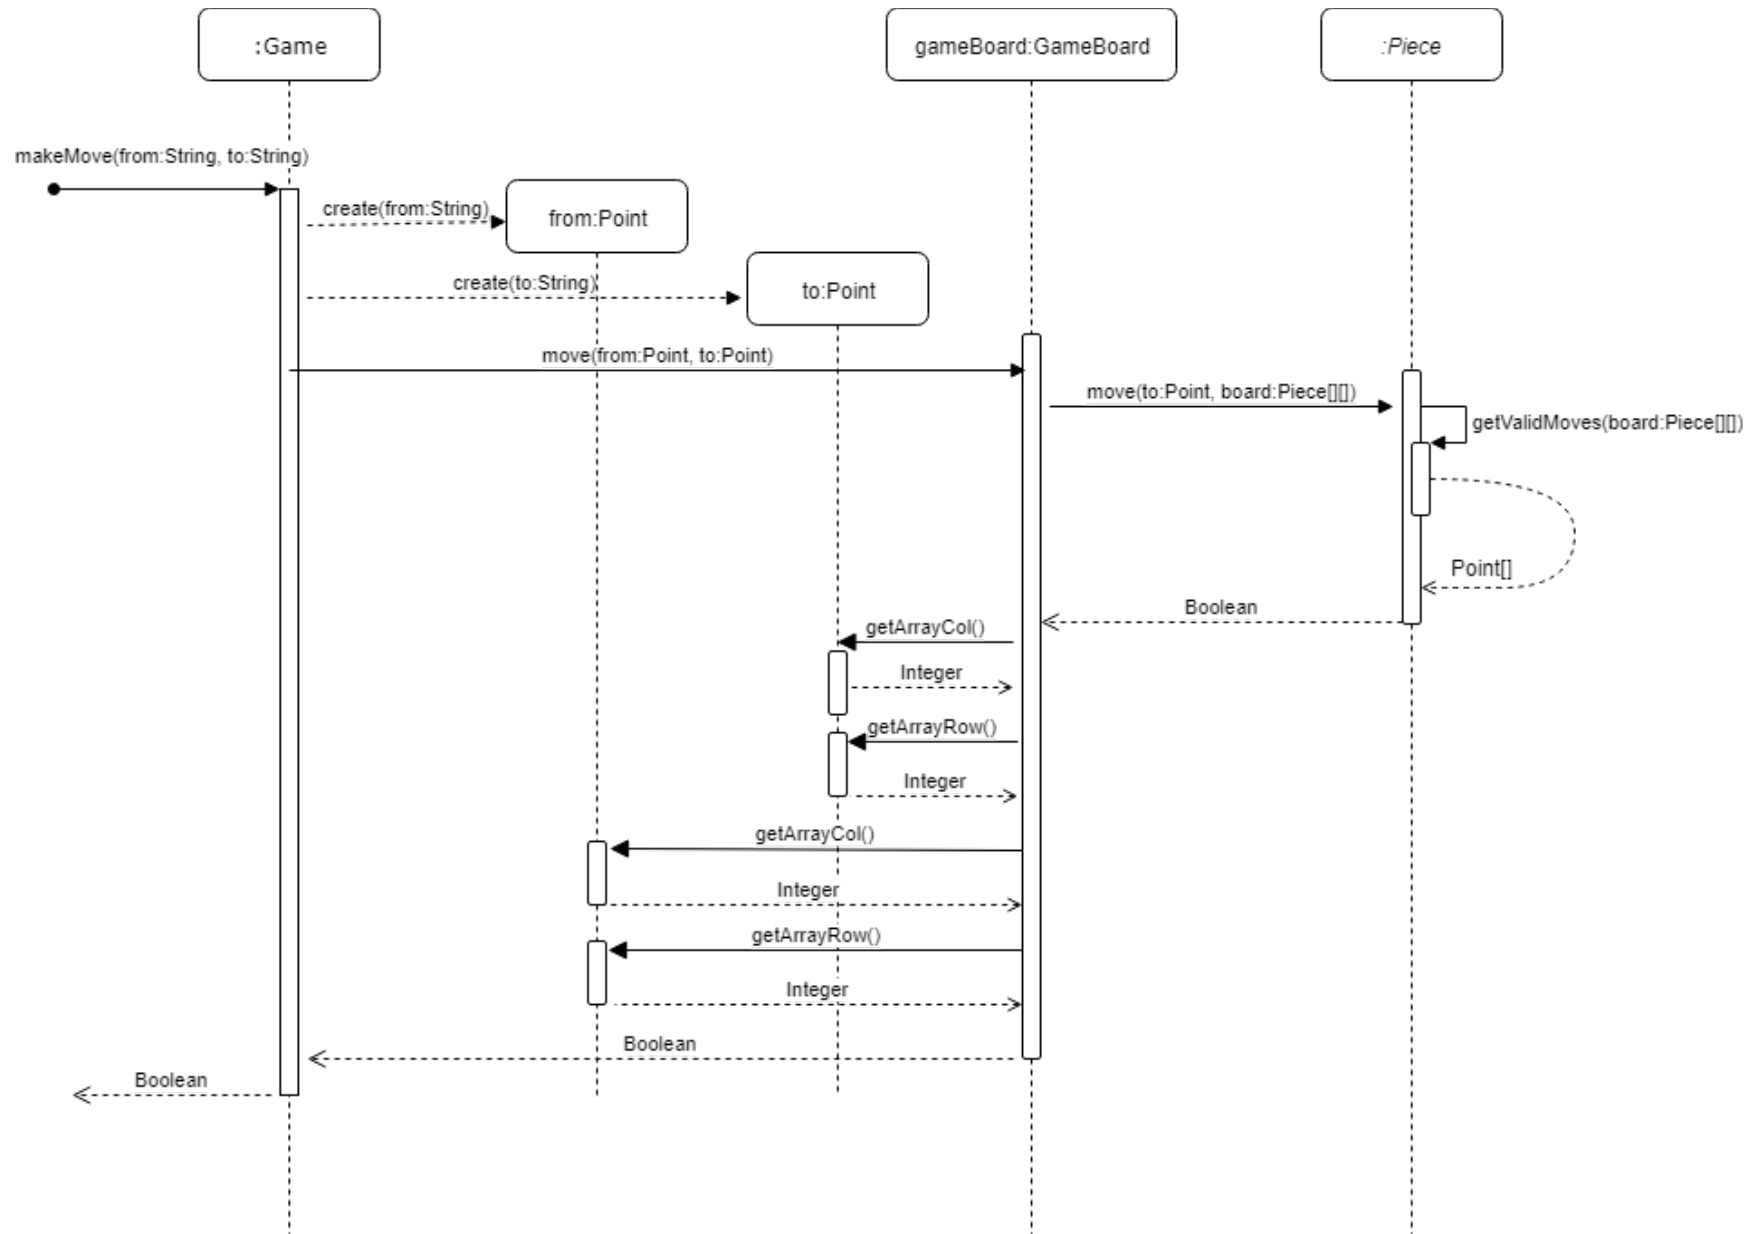 :Game
gameBoard:GameBoard
:Piece
makeMove(from:String, to:String)
create(from:String)
from:Point
create(to:String)
to:Point
move(from:Point, to:Point)
move(to:Point, board:Piece[][])
getValidMoves(board:Piece[][])
Point[]
Boolean
getArrayCol()
Integer
getArrayRow()
Integer
getArrayCol()
Integer
getArrayRow()
Integer
Boolean
Boolean